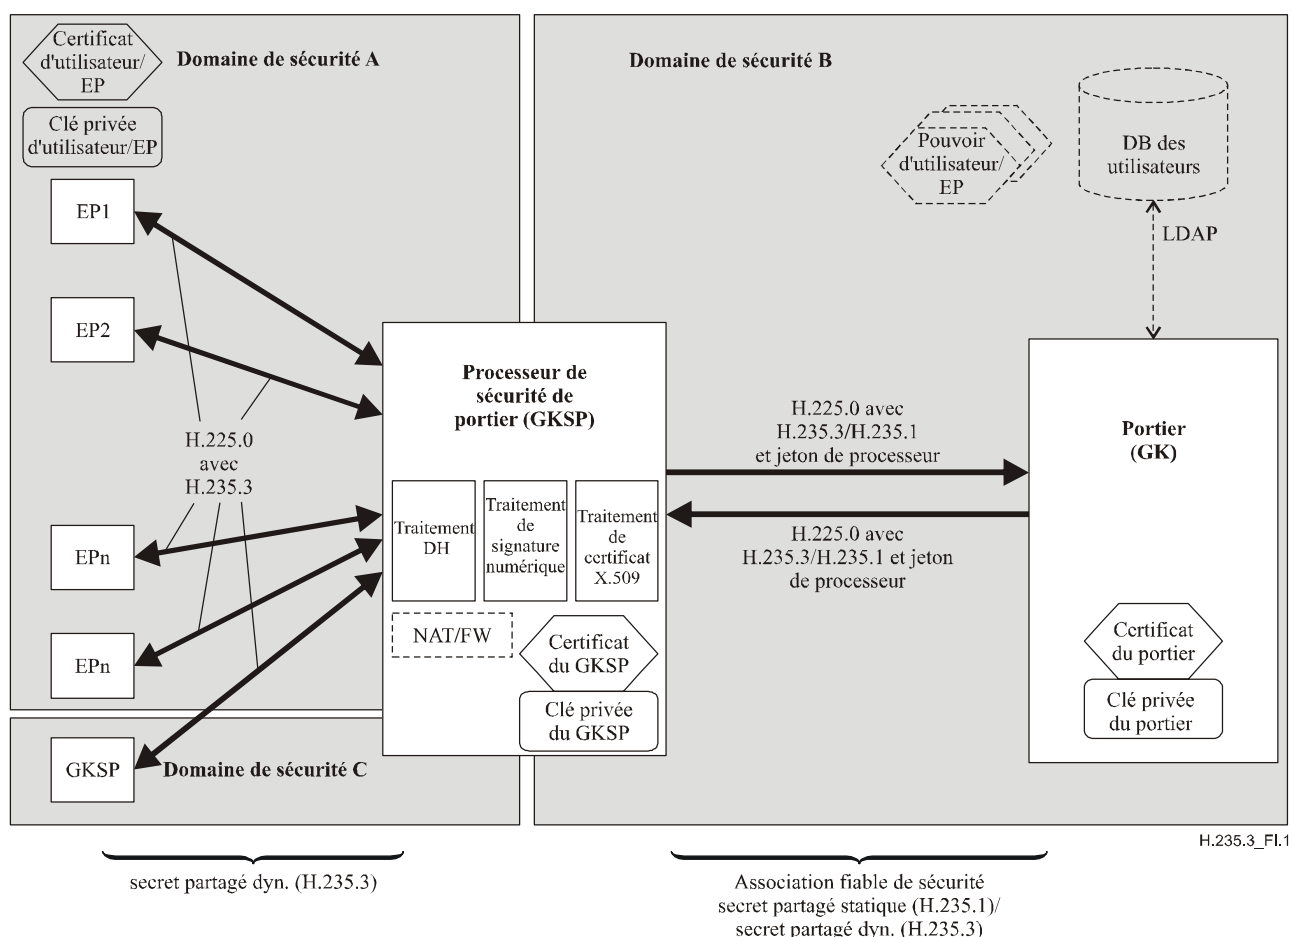 Certificat
d'utilisateur/
EP
Domaine de sécurité A
Clé privée
d'utilisateur/EP
EP1
EP2
H.225.0
avec
H.235.3
EPn
EPn
GKSP
Domaine de sécurité C
Processeur de
sécurité de
portier (GKSP)
Traitement
DH
Traitement
de
signature
numérique
Traitement
de
certificat
X.509
NAT/FW
Certificat
du GKSP
Clé privée
du GKSP
Domaine de sécurité B
Pouvoir
d'utilisateur/
EP
DB des
utilisateurs
LDAP
H.225.0 avec
H.235.3/H.235.1
et jeton de processeur
H.225.0 avec
H.235.3/H.235.1 et jeton
de processeur
Portier
(GK)
Certificat
du portier
Clé privée
du portier
H.235.3_FI.1
secret partagé dyn. (H.235.3)
Association fiable de sécurité
secret partagé statique (H.235.1)/
secret partagé dyn. (H.235.3)